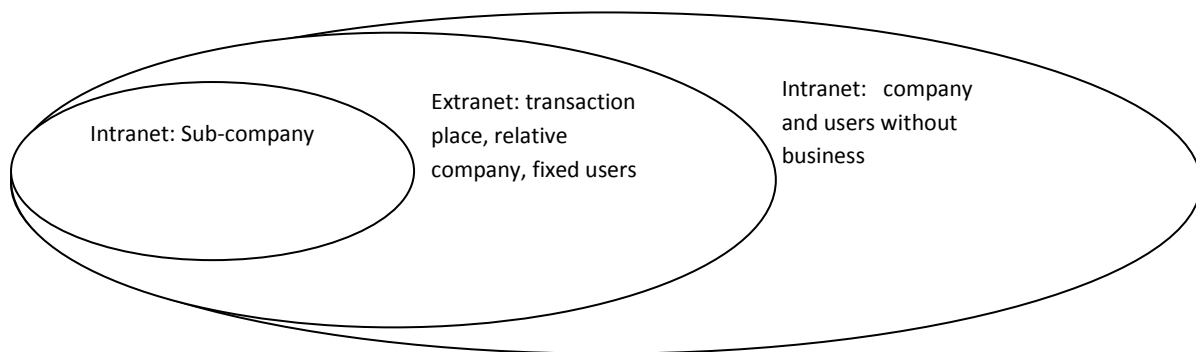 Intranet: Sub-company
Extranet: transaction
place, relative
company, fixed users
Intranet: company
and users without
business